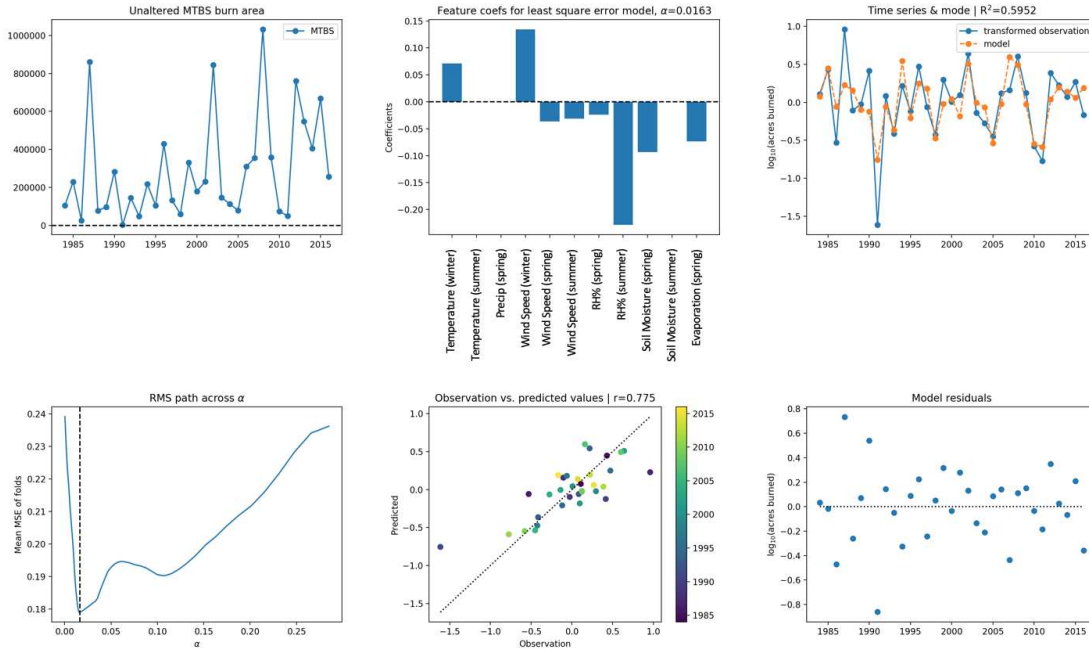 Unaltered MTBS burn area
MTBS
1000000
800000
600000
400000
200000
0
1985 1990 1995 2000 2005 2010 2015
Feature coefs for least square error model, α=0.0163
Coefficients
0.15
0.10
0.05
0.00
−0.05
−0.10
−0.15
−0.20
Temperature (winter)
Temperature (summer)
Precip (spring)
Wind Speed (winter)
Wind Speed (spring)
Wind Speed (summer)
RH% (spring)
RH% (summer)
Soil Moisture (spring)
Soil Moisture (summer)
Evaporation (spring)
Time series & mode | R²=0.5952
transformed observation
model
log₁₀(acres burned)
1.0
0.5
0.0
−0.5
−1.0
−1.5
1985 1990 1995 2000 2005 2010 2015
RMS path across α
Mean MSE of folds
0.24
0.23
0.22
0.21
0.20
0.19
0.18
0.00 0.05 0.10 0.15 0.20 0.25
α
Observation vs. predicted values | r=0.775
Predicted
1.0
0.5
0.0
−0.5
−1.0
−1.5
−1.5 −1.0 −0.5 0.0 0.5 1.0
Observation
2015
2010
2005
2000
1995
1990
1985
Model residuals
log₁₀(acres burned)
0.8
0.6
0.4
0.2
0.0
−0.2
−0.4
−0.6
−0.8
1985 1990 1995 2000 2005 2010 2015